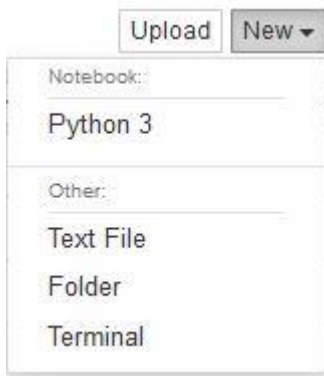 Upload New
Notebook:
Python 3
Other:
Text File
Folder
Terminal